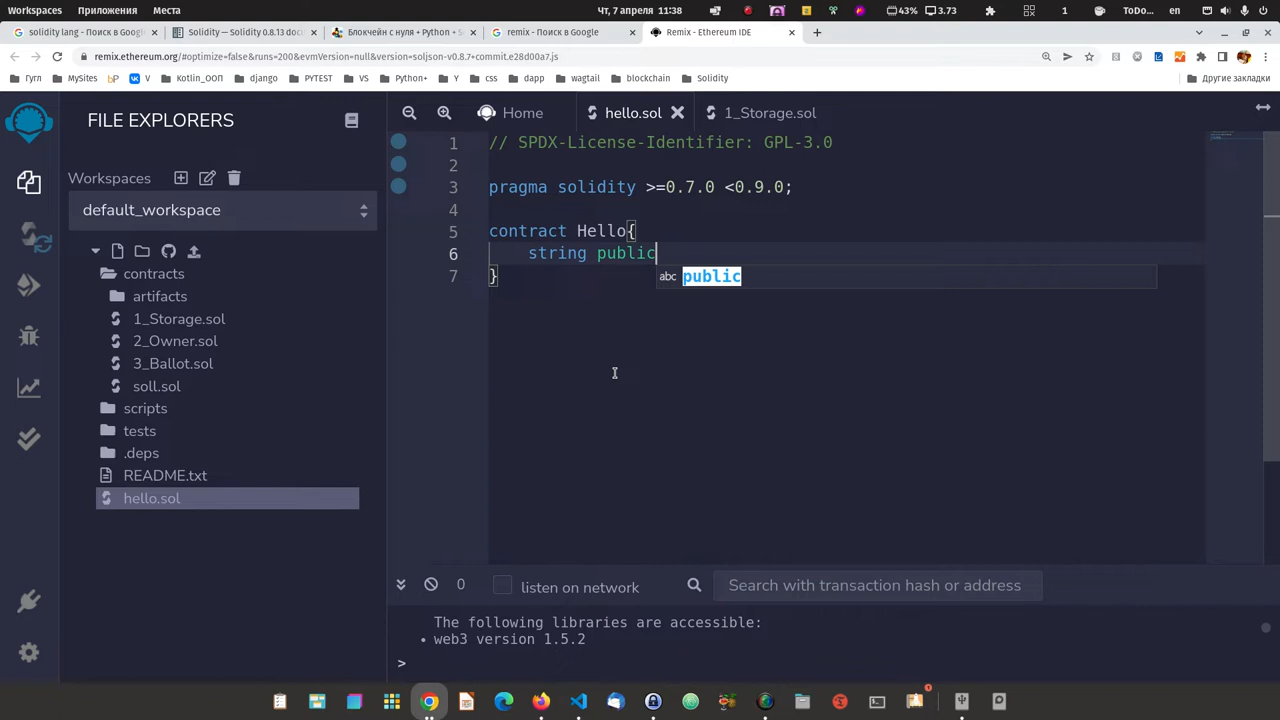 Workspaces Приложения Места Чт, 7 апреля 11:38 43% 3.73 ToDo... en
solidity lang - Поиск в Goog
Solidity — Solidity 0.8.13 doc
Блокчейн с нуля + Python + S
remix - Поиск в Google
Remix - Ethereum IDE
remix.ethereum.org/#optimize=false&runs=200&evmVersion=null&version=soljson-v0.8.7+commit.e28d00a7.js
Гугл MySites bp V Kotlin_ООП django PYTEST VS Python+ Y css dapp wagtail blockchain Solidity Другие закладки
FILE EXPLORERS
Home
hello.sol
1_Storage.sol
Workspaces
default_workspace
contracts
artifacts
1_Storage.sol
2_Owner.sol
3_Ballot.sol
soll.sol
scripts
tests
.deps
README.txt
hello.sol
1 // SPDX-License-Identifier: GPL-3.0
2
3 pragma solidity >=0.7.0 <0.9.0;
4
5 contract Hello{
6 string public
7 }
abc public
0 listen on network Search with transaction hash or address
The following libraries are accessible:
• web3 version 1.5.2
>